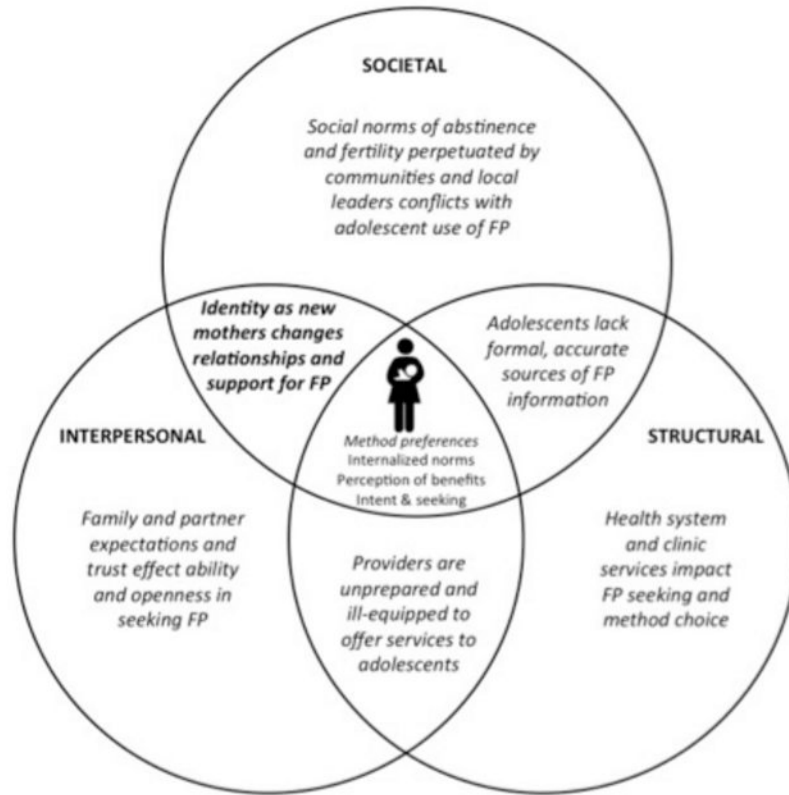 SOCIETAL
Social norms of abstinence
and fertility perpetuated by
communities and local
leaders conflicts with
adolescent use of FP
Identity as new
mothers changes
relationships and
support for FP
Adolescents lack
formal, accurate
sources of FP
information
INTERPERSONAL
STRUCTURAL
Method preferences
Internalized norms
Perception of benefits
Intent & seeking
Family and partner
expectations and
trust effect ability
and openness in
seeking FP
Providers are
unprepared and
ill-equipped to
offer services to
adolescents
Health system
and clinic
services impact
FP seeking and
method choice